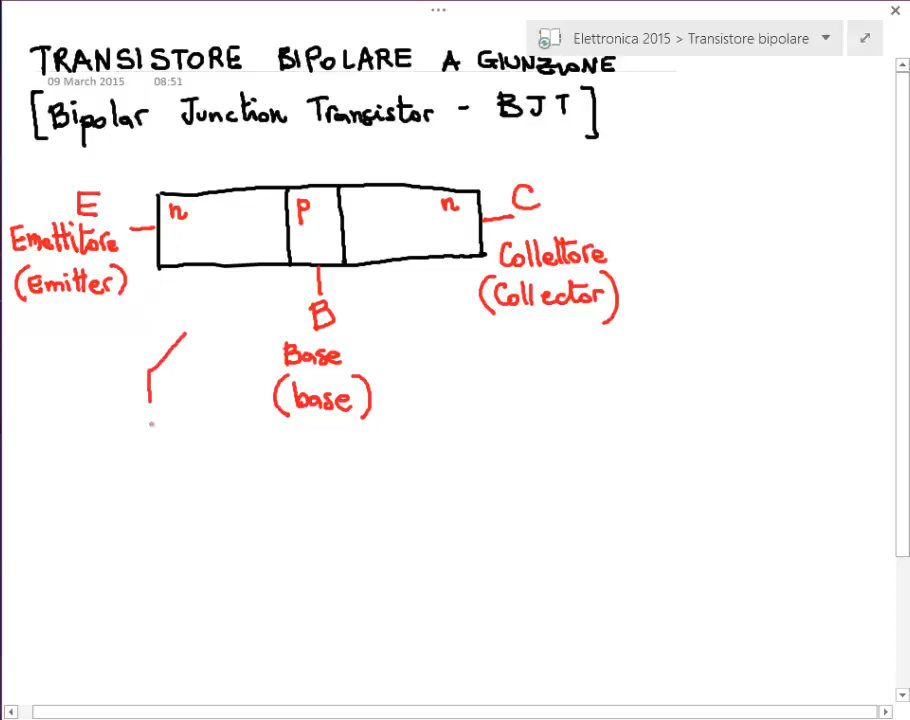 Elettronica 2015 > Transistore bipolare
TRANSISTORE BIPOLARE A GIUNZIONE
09 March 2015 08:51
[Bipolar Junction Transistor - BJT]
E
n
p
n
C
Emettitore
(Emitter)
Collettore
(Collector)
B
Base
(base)